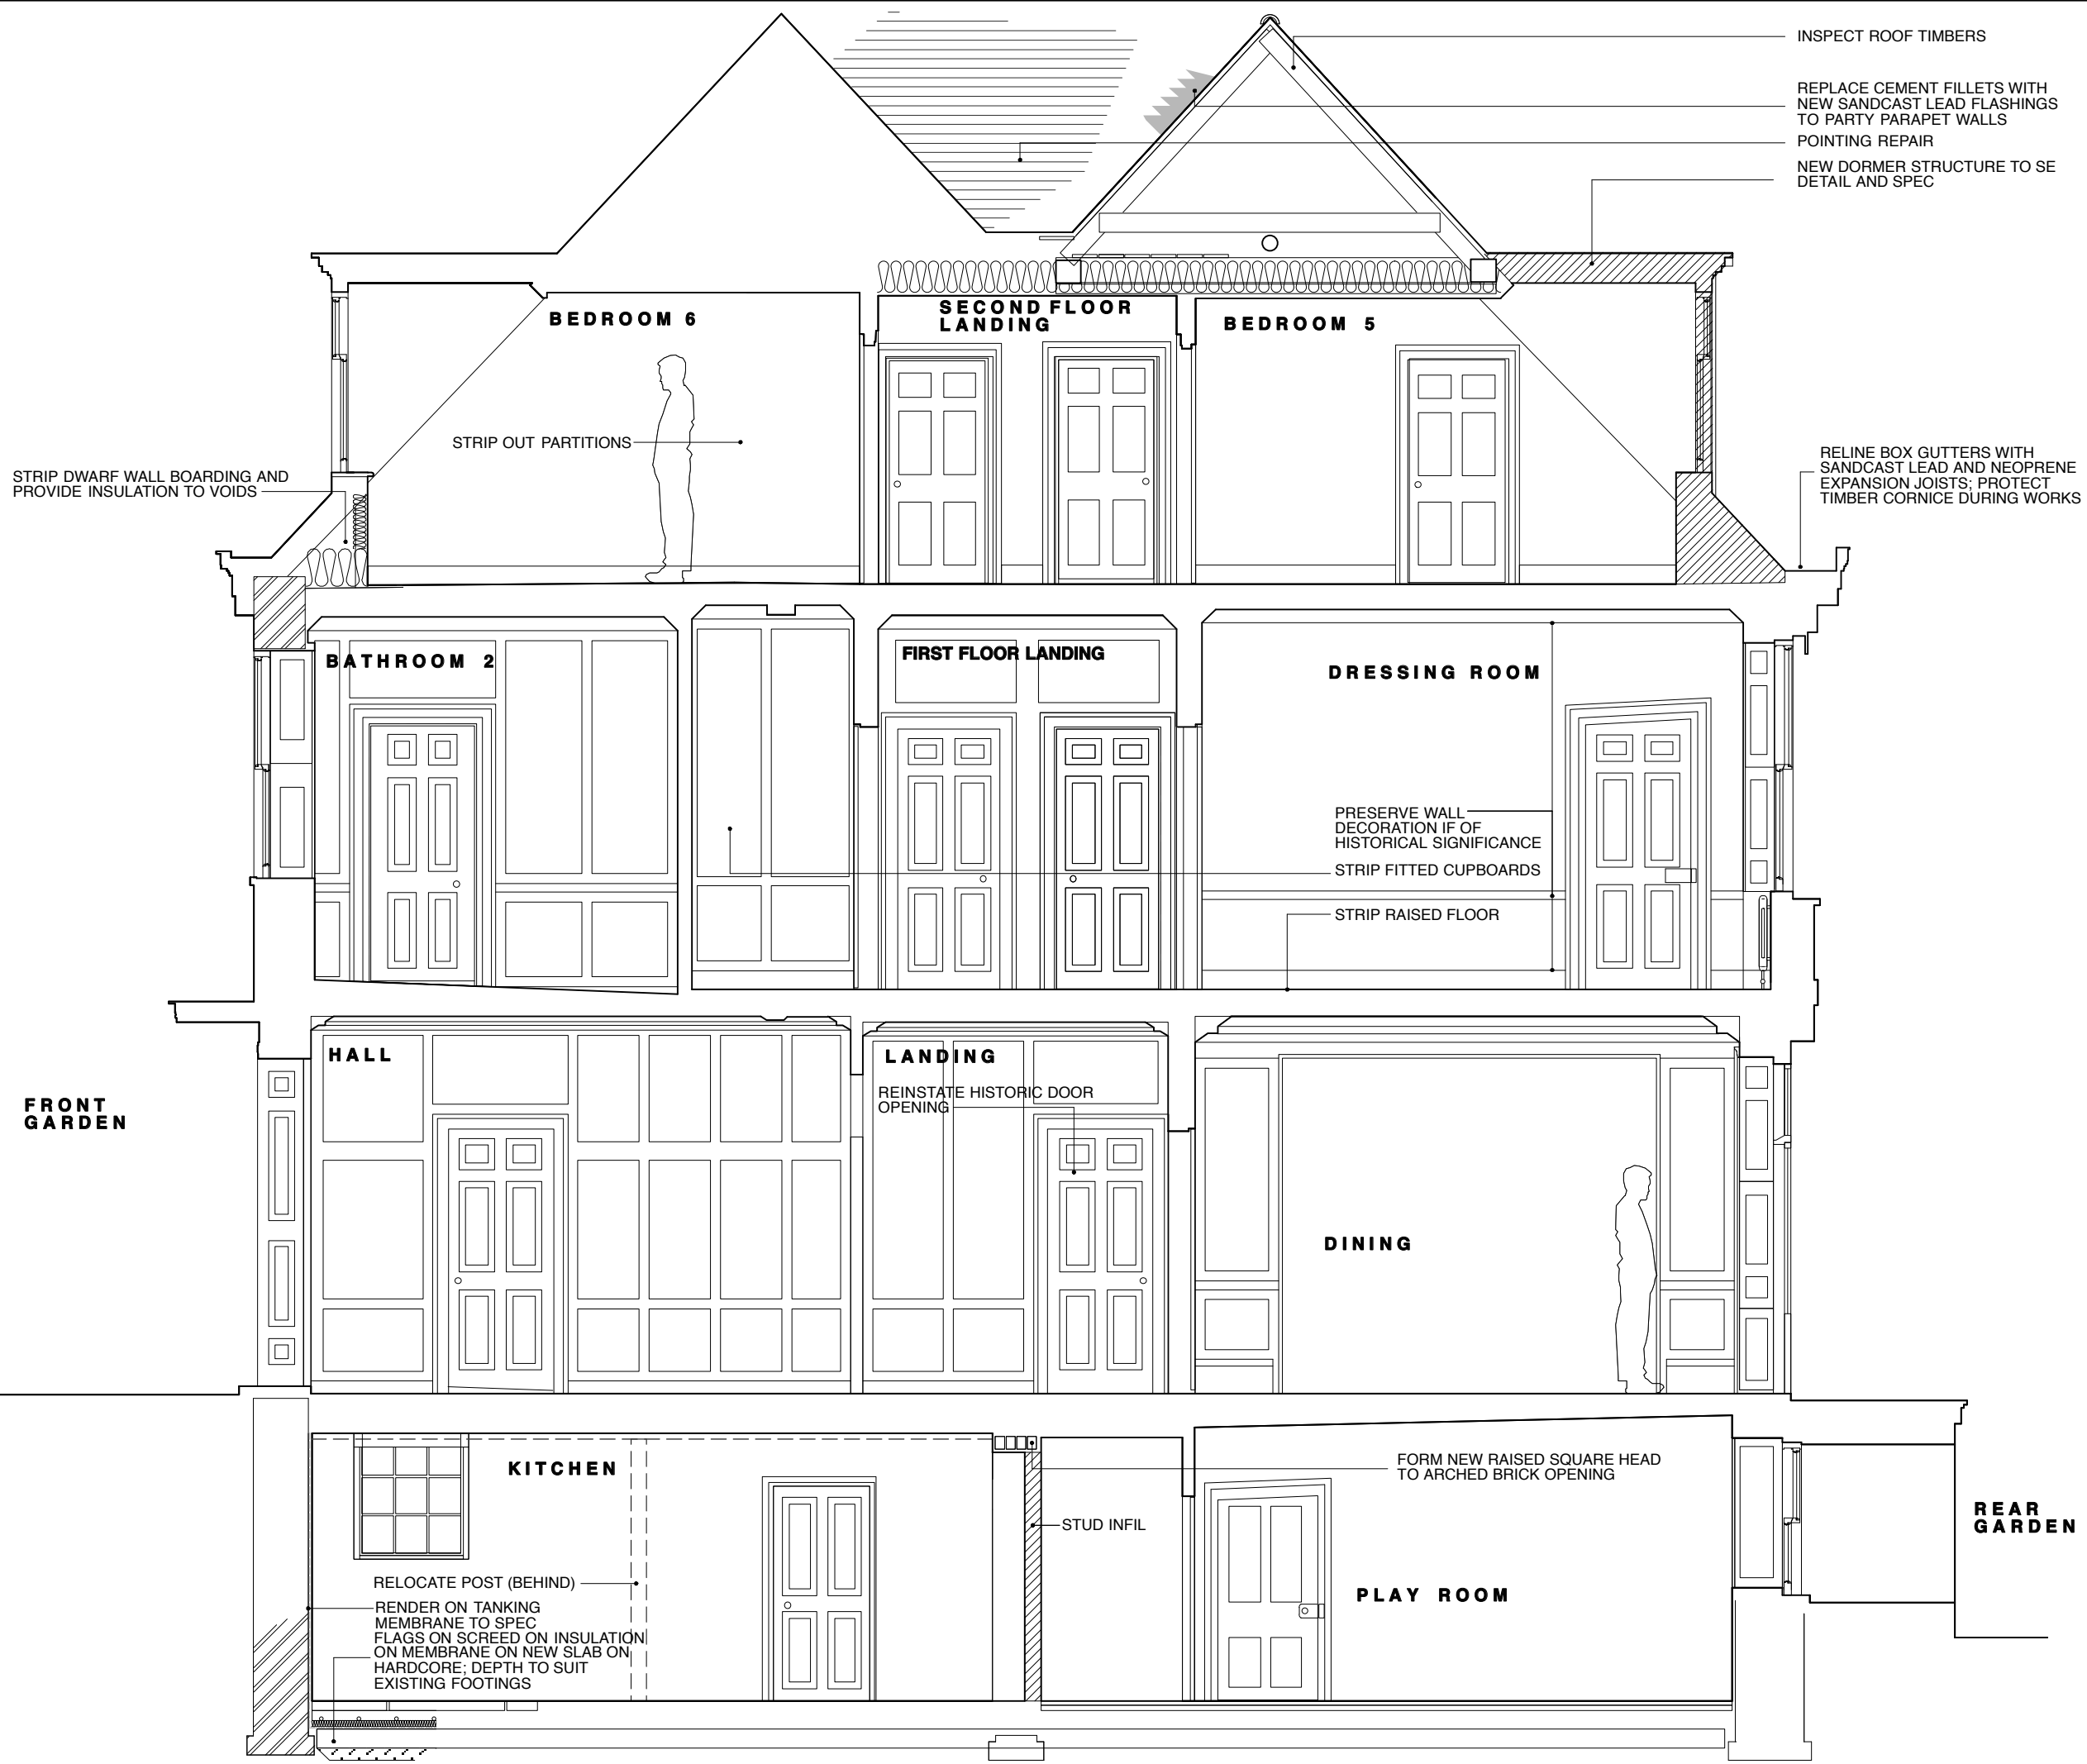 INSPECT ROOF TIMBERS
REPLACE CEMENT FILLETS WITH
NEW SANDCAST LEAD FLASHINGS
TO PARTY PARAPET WALLS
POINTING REPAIR
NEW DORMER STRUCTURE TO SE
DETAIL AND SPEC
BEDROOM 6
SECOND FLOOR
LANDING
BEDROOM 5
STRIP OUT PARTITIONS
STRIP DWARF WALL BOARDING AND
PROVIDE INSULATION TO VOIDS
RELINE BOX GUTTERS WITH
SANDCAST LEAD AND NEOPRENE
EXPANSION JOISTS; PROTECT
TIMBER CORNICE DURING WORKS
BATHROOM 2
FIRST FLOOR LANDING
DRESSING ROOM
PRESERVE WALL
DECORATION IF OF
HISTORICAL SIGNIFICANCE
STRIP FITTED CUPBOARDS
STRIP RAISED FLOOR
HALL
LANDING
REINSTATE HISTORIC DOOR
OPENING
FRONT
GARDEN
DINING
KITCHEN
FORM NEW RAISED SQUARE HEAD
TO ARCHED BRICK OPENING
STUD INFIL
REAR
GARDEN
RELOCATE POST (BEHIND)
PLAY ROOM
RENDER ON TANKING
MEMBRANE TO SPEC
FLAGS ON SCREED ON INSULATION
ON MEMBRANE ON NEW SLAB ON
HARDCORE; DEPTH TO SUIT
EXISTING FOOTINGS